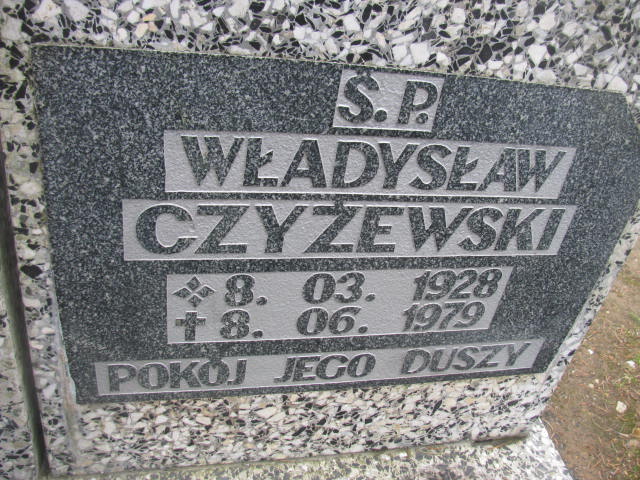 Ś.P.
WŁADYSŁAW
CZYŻEWSKI
8. 03. 1928
✝ 8. 06. 1979
POKÓJ JEGO DUSZY